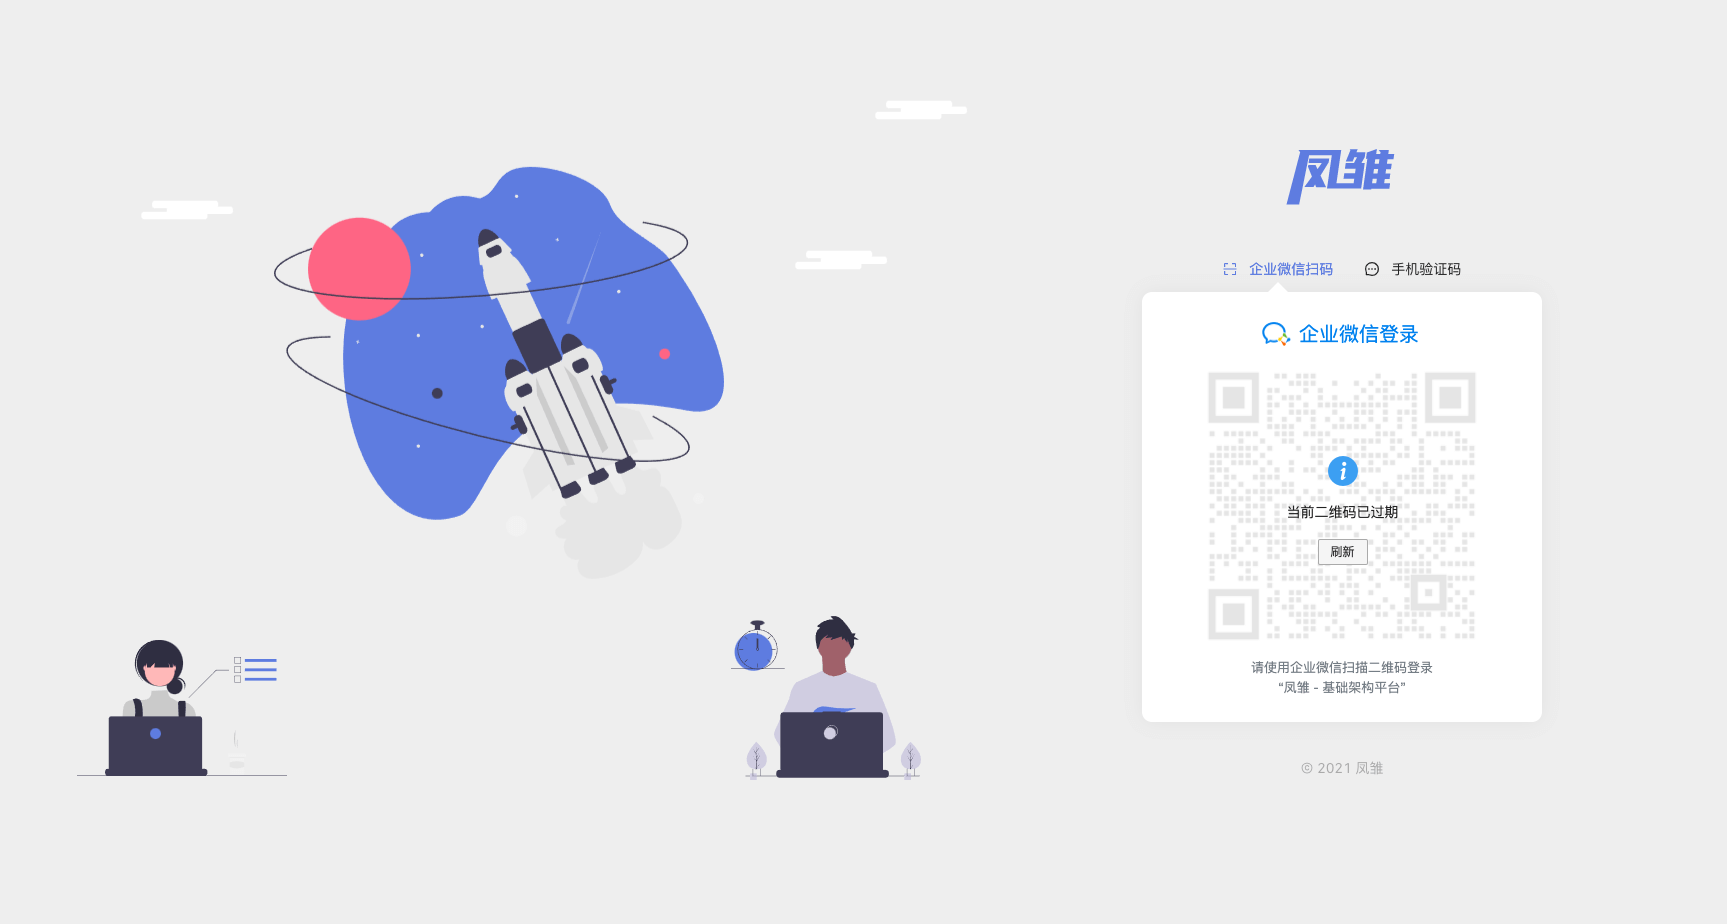 凤雏
企业微信扫码 手机验证码
企业微信登录
当前二维码已过期
刷新
请使用企业微信扫描二维码登录
“凤雏 - 基础架构平台”
© 2021 凤雏